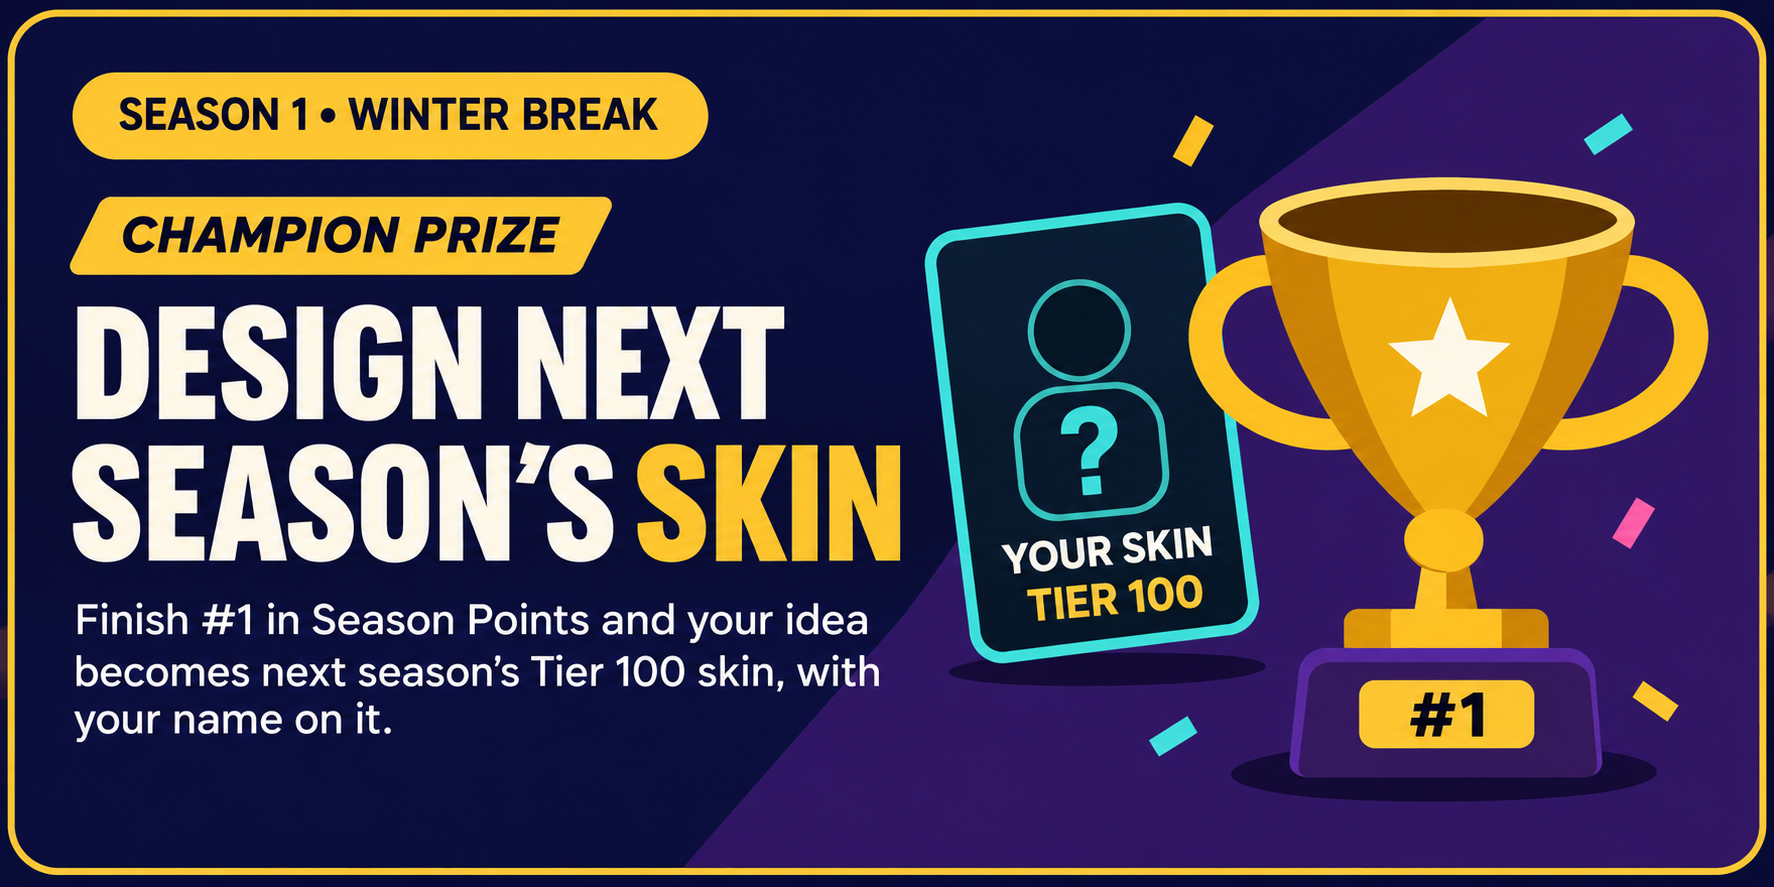 SEASON 1 • WINTER BREAK
CHAMPION PRIZE
DESIGN NEXT
SEASON'S SKIN
Finish #1 in Season Points and your idea
becomes next season's Tier 100 skin, with
your name on it.
?
YOUR SKIN
TIER 100
#1